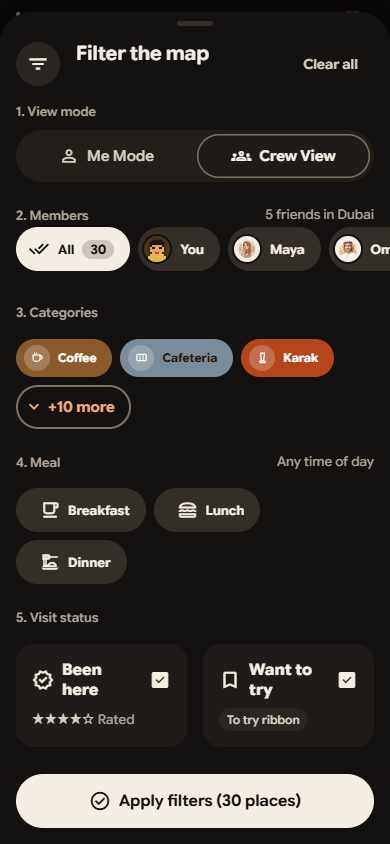 Filter the map
Clear all
1. View mode
Me Mode
Crew View
2. Members
5 friends in Dubai
All 30
You
Maya
3. Categories
Coffee
Cafeteria
Karak
+10 more
4. Meal
Any time of day
Breakfast
Lunch
Dinner
5. Visit status
Been
here
★★★★☆ Rated
Want to
try
To try ribbon
Apply filters (30 places)